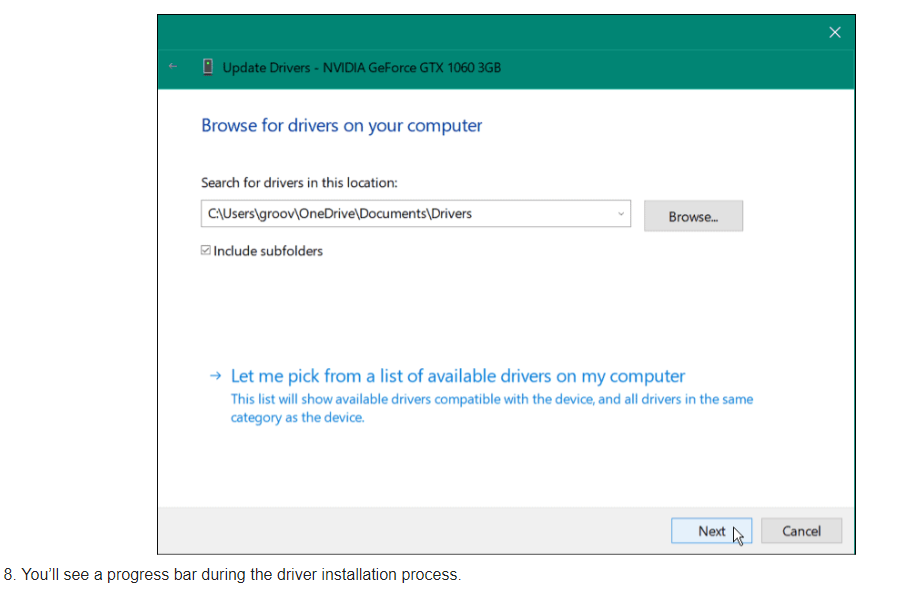 Update Drivers - NVIDIA GeForce GTX 1060 3GB
Browse for drivers on your computer
Search for drivers in this location:
C:\Users\groov\OneDrive\Documents\Drivers
Browse...
Include subfolders
Let me pick from a list of available drivers on my computer
This list will show available drivers compatible with the device, and all drivers in the same
category as the device.
Next
Cancel
8. You’ll see a progress bar during the driver installation process.